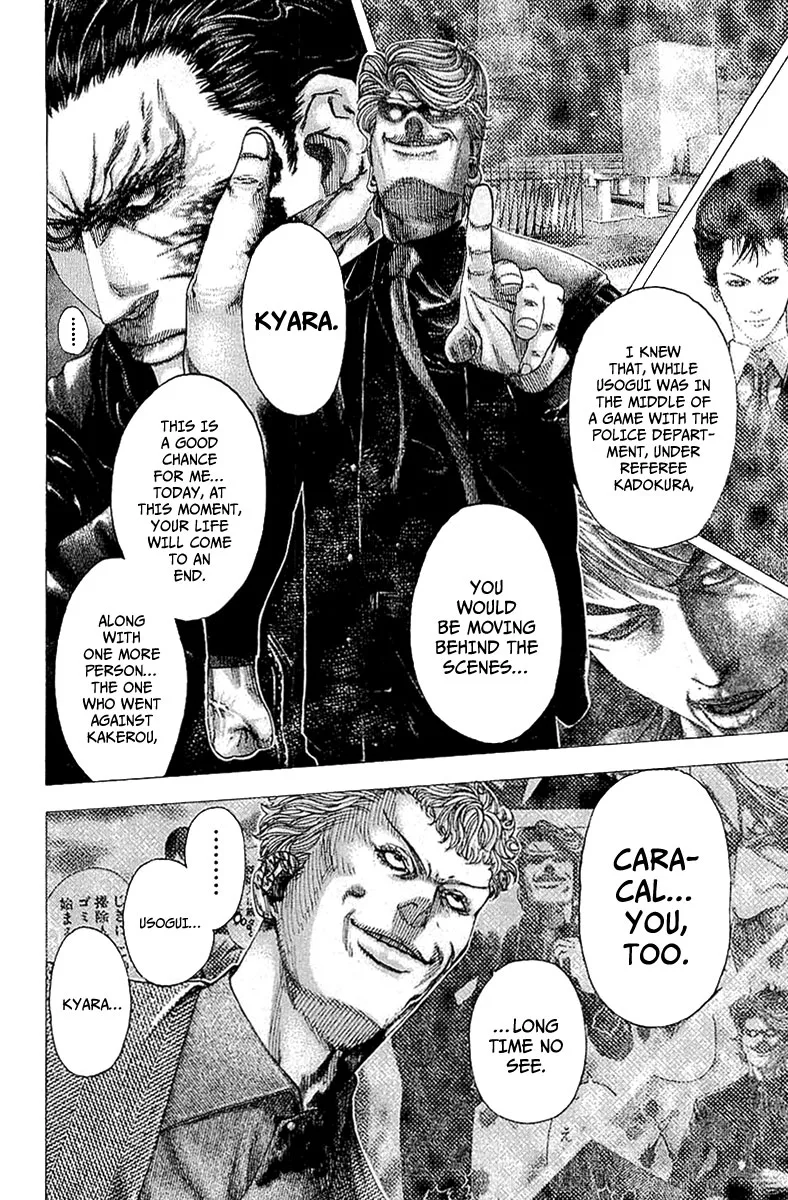 I KNEW
THAT, WHILE
USOGUI WAS IN
THE MIDDLE OF
A GAME WITH THE
POLICE DEPART-
MENT, UNDER
REFEREE
KADOKURA,
YOU
WOULD
BE MOVING
BEHIND THE
SCENES...
KYARA.
..........
THIS IS
A GOOD
CHANCE
FOR ME...
TODAY, AT
THIS MOMENT,
YOUR LIFE
WILL COME
TO AN
END.
ALONG
WITH
ONE MORE
PERSON...
THE ONE
WHO WENT
AGAINST
KAKEROU,
CARA-
CAL...
YOU,
TOO.
...LONG
TIME NO
SEE.
..........
USOGUI...
KYARA...
え